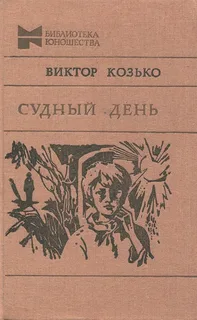 БИБЛИОТЕКА
ЮНОШЕСТВА
ВИКТОР КОЗЬКО
СУДНЫЙ ДЕНЬ